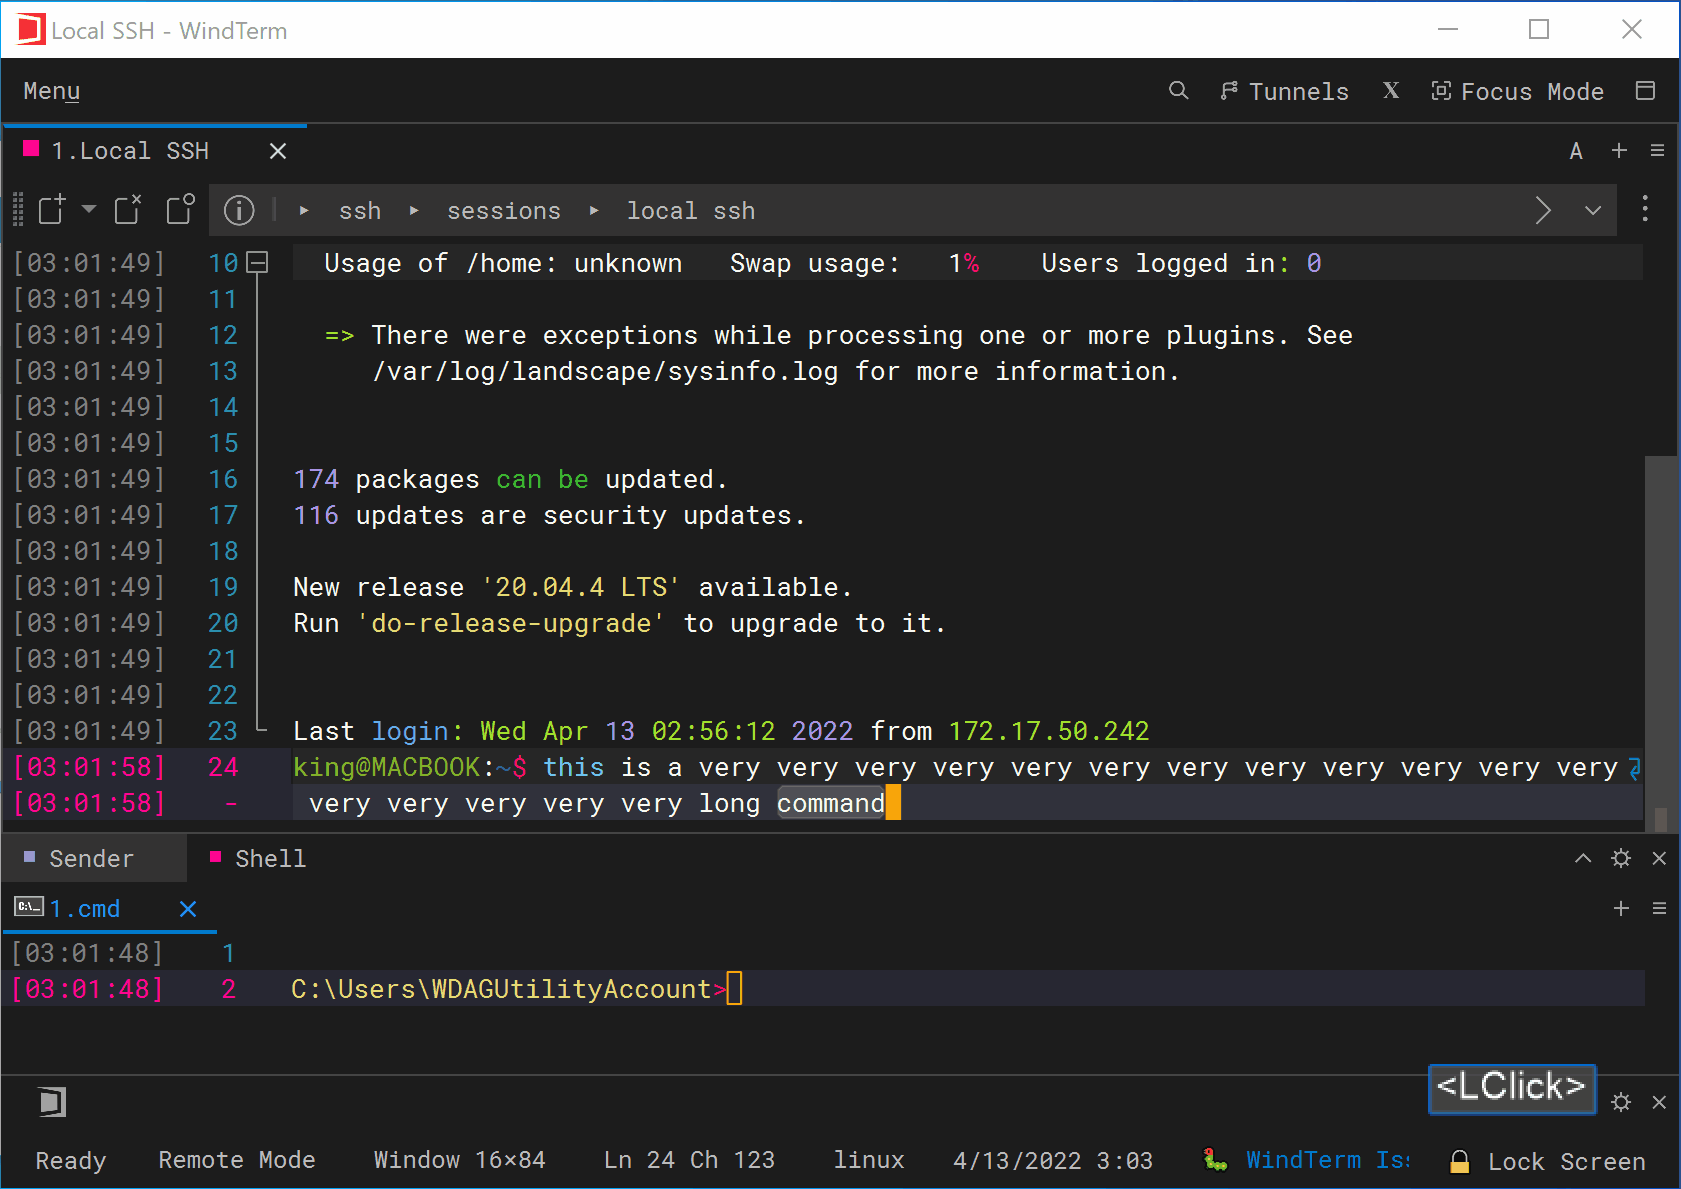 Local SSH - WindTerm
Menu Tunnels X Focus Mode
1.Local SSH A
ssh sessions local ssh
[03:01:49] 10 Usage of /home: unknown Swap usage: 1% Users logged in: 0
[03:01:49] 11
[03:01:49] 12 => There were exceptions while processing one or more plugins. See
[03:01:49] 13 /var/log/landscape/sysinfo.log for more information.
[03:01:49] 14
[03:01:49] 15
[03:01:49] 16 174 packages can be updated.
[03:01:49] 17 116 updates are security updates.
[03:01:49] 18
[03:01:49] 19 New release '20.04.4 LTS' available.
[03:01:49] 20 Run 'do-release-upgrade' to upgrade to it.
[03:01:49] 21
[03:01:49] 22
[03:01:49] 23 Last login: Wed Apr 13 02:56:12 2022 from 172.17.50.242
[03:01:58] 24 king@MACBOOK:~$ this is a very very very very very very very very very very very very
[03:01:58] - very very very very very long command
Sender Shell
C:\_ 1.cmd
[03:01:48] 1
[03:01:48] 2 C:\Users\WDAGUtilityAccount>
<LClick>
Ready Remote Mode Window 16×84 Ln 24 Ch 123 linux 4/13/2022 3:03 WindTerm Is Lock Screen